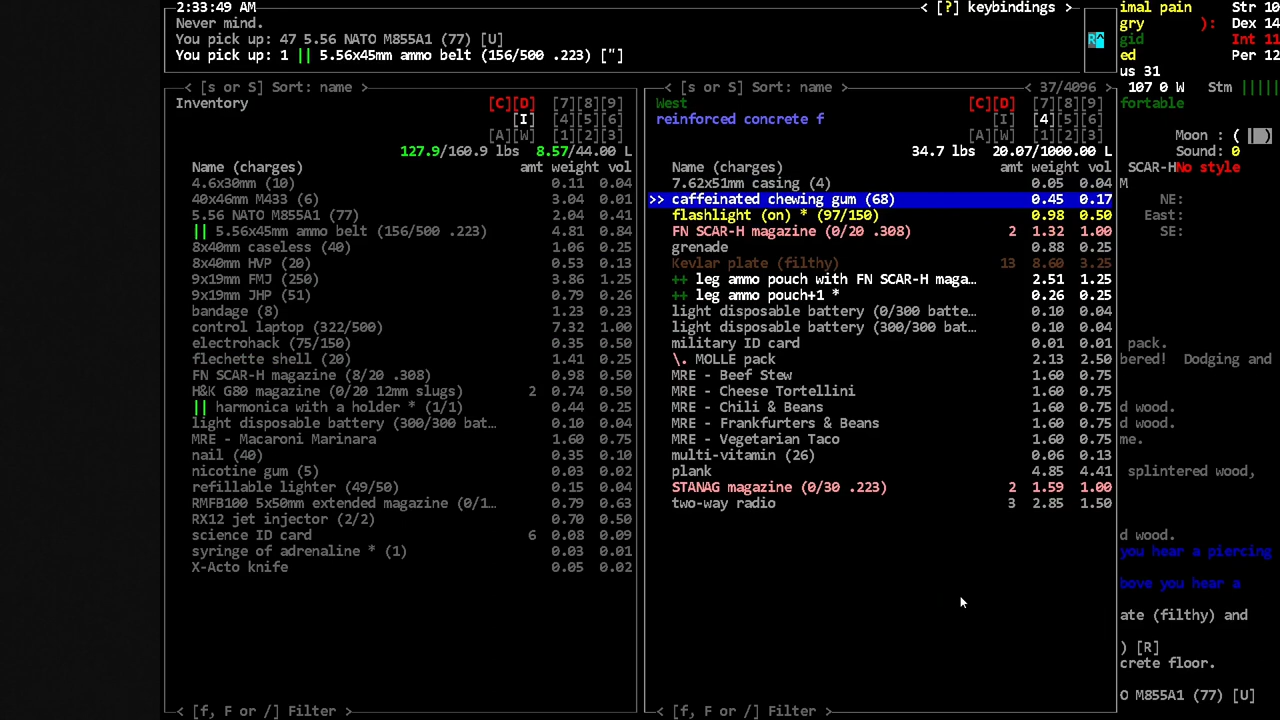 2:33:49 AM
< [?] keybindings >
Never mind.
You pick up: 47 5.56 NATO M855A1 (77) [U]
You pick up: 1 || 5.56x45mm ammo belt (156/500 .223) ["]
R^
imal pain Str 10
gry ): Dex 14
gid Int 11
ed Per 12
us 31
107 0 W Stm |||||
fortable
Moon : ( | )
Sound: 0
SCAR-HNo style
M
NE:
East:
SE:
< [s or S] Sort: name >
Inventory
[C][D] [7][8][9]
[I] [4][5][6]
[A][W] [1][2][3]
127.9/160.9 lbs 8.57/44.00 L
Name (charges) amt weight vol
4.6x30mm (10) 0.11 0.04
40x46mm M433 (6) 3.04 0.01
5.56 NATO M855A1 (77) 2.04 0.41
|| 5.56x45mm ammo belt (156/500 .223) 4.81 0.84
8x40mm caseless (40) 1.06 0.25
8x40mm HVP (20) 0.53 0.13
9x19mm FMJ (250) 3.86 1.25
9x19mm JHP (51) 0.79 0.26
bandage (8) 1.23 0.23
control laptop (322/500) 7.32 1.00
electrohack (75/150) 0.35 0.50
flechette shell (20) 1.41 0.25
FN SCAR-H magazine (8/20 .308) 0.98 0.50
H&K G80 magazine (0/20 12mm slugs) 2 0.74 0.50
|| harmonica with a holder * (1/1) 0.44 0.25
light disposable battery (300/300 bat… 0.10 0.04
MRE - Macaroni Marinara 1.60 0.75
nail (40) 0.35 0.10
nicotine gum (5) 0.03 0.02
refillable lighter (49/50) 0.15 0.04
RMFB100 5x50mm extended magazine (0/1… 0.79 0.63
RX12 jet injector (2/2) 0.70 0.50
science ID card 6 0.08 0.09
syringe of adrenaline * (1) 0.03 0.01
X-Acto knife 0.05 0.02
< [f, F or /] Filter >
< [s or S] Sort: name > < 37/4096 >
West
reinforced concrete f
[C][D] [7][8][9]
[I] [4][5][6]
[A][W] [1][2][3]
34.7 lbs 20.07/1000.00 L
Name (charges) amt weight vol
7.62x51mm casing (4) 0.05 0.04
>> caffeinated chewing gum (68) 0.45 0.17
flashlight (on) * (97/150) 0.98 0.50
FN SCAR-H magazine (0/20 .308) 2 1.32 1.00
grenade 0.88 0.25
Kevlar plate (filthy) 13 8.60 3.25
++ leg ammo pouch with FN SCAR-H maga… 2.51 1.25
++ leg ammo pouch+1 * 0.26 0.25
light disposable battery (0/300 batte… 0.10 0.04
light disposable battery (300/300 bat… 0.10 0.04
military ID card 0.01 0.01
\. MOLLE pack 2.13 2.50
MRE - Beef Stew 1.60 0.75
MRE - Cheese Tortellini 1.60 0.75
MRE - Chili & Beans 1.60 0.75
MRE - Frankfurters & Beans 1.60 0.75
MRE - Vegetarian Taco 1.60 0.75
multi-vitamin (26) 0.06 0.13
plank 4.85 4.41
STANAG magazine (0/30 .223) 2 1.59 1.00
two-way radio 3 2.85 1.50
< [f, F or /] Filter >
pack.
bered! Dodging and
d wood.
d wood.
me.
splintered wood,
d wood.
you hear a piercing
bove you hear a
ate (filthy) and
) [R]
crete floor.
O M855A1 (77) [U]